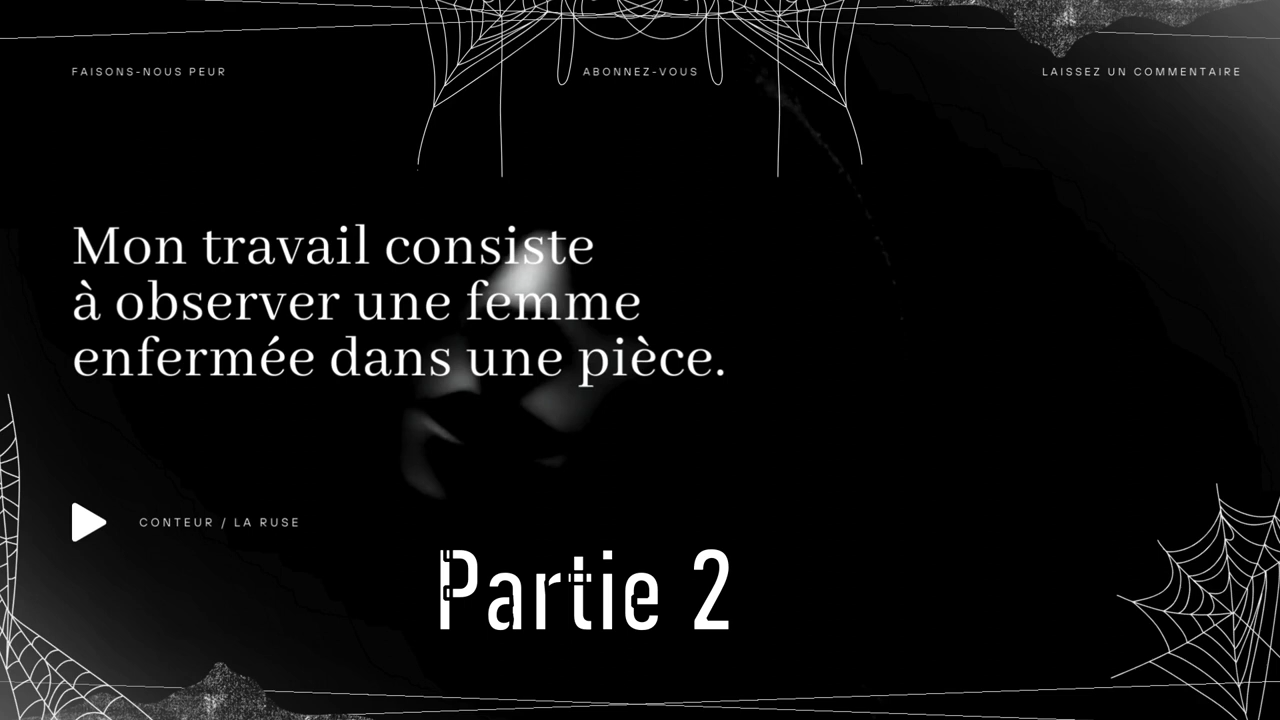 FAISONS-NOUS PEUR
ABONNEZ-VOUS
LAISSEZ UN COMMENTAIRE
Mon travail consiste
à observer une femme
enfermée dans une pièce.
CONTEUR / LA RUSE
Partie 2